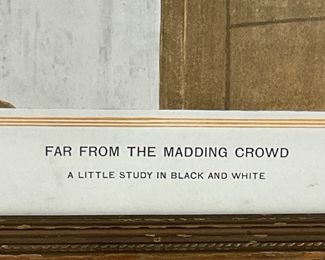 FAR FROM THE MADDING CROWD
A LITTLE STUDY IN BLACK AND WHITE